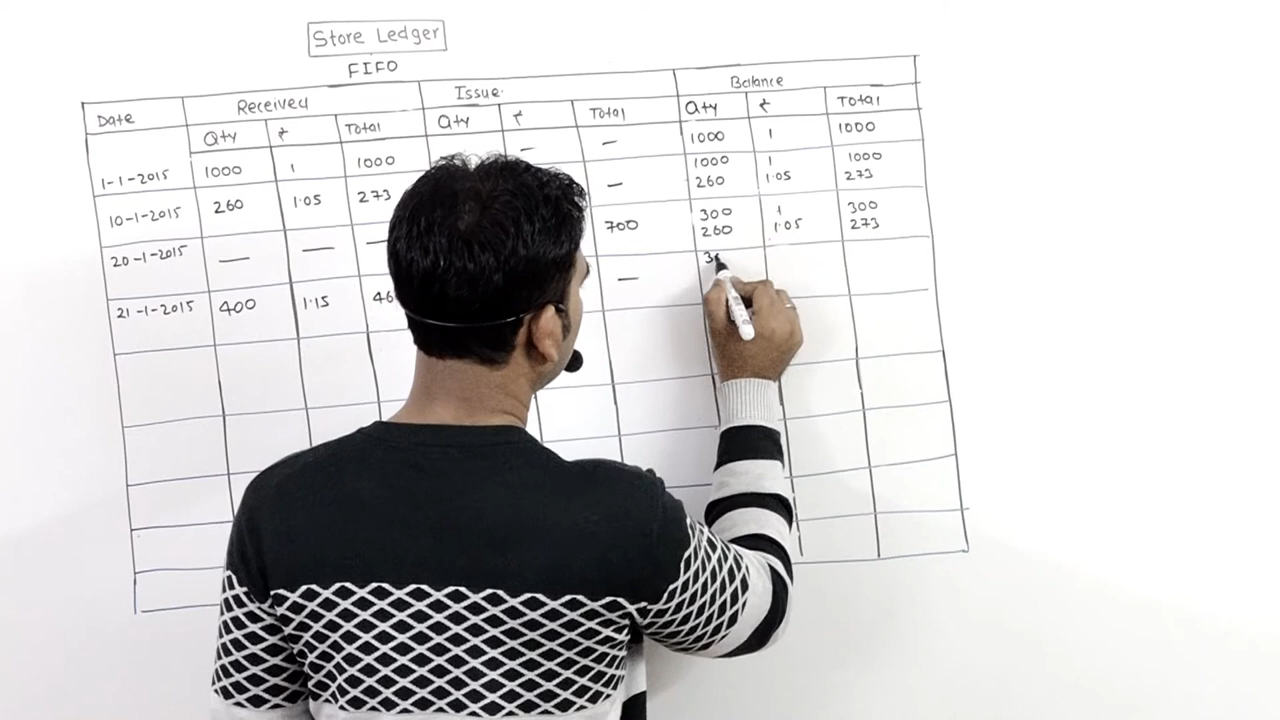 Store Ledger
FIFO
Date Received Issue Balance
Qty ₹ Total Qty ₹ Total Qty ₹ Total
1-1-2015 1000 1 1000 — — 1000 1 1000
10-1-2015 260 1.05 273 — 1000 1 1000
260 1.05 273
20-1-2015 — — — 700 300 1 300
260 1.05 273
21-1-2015 400 1.15 46 —